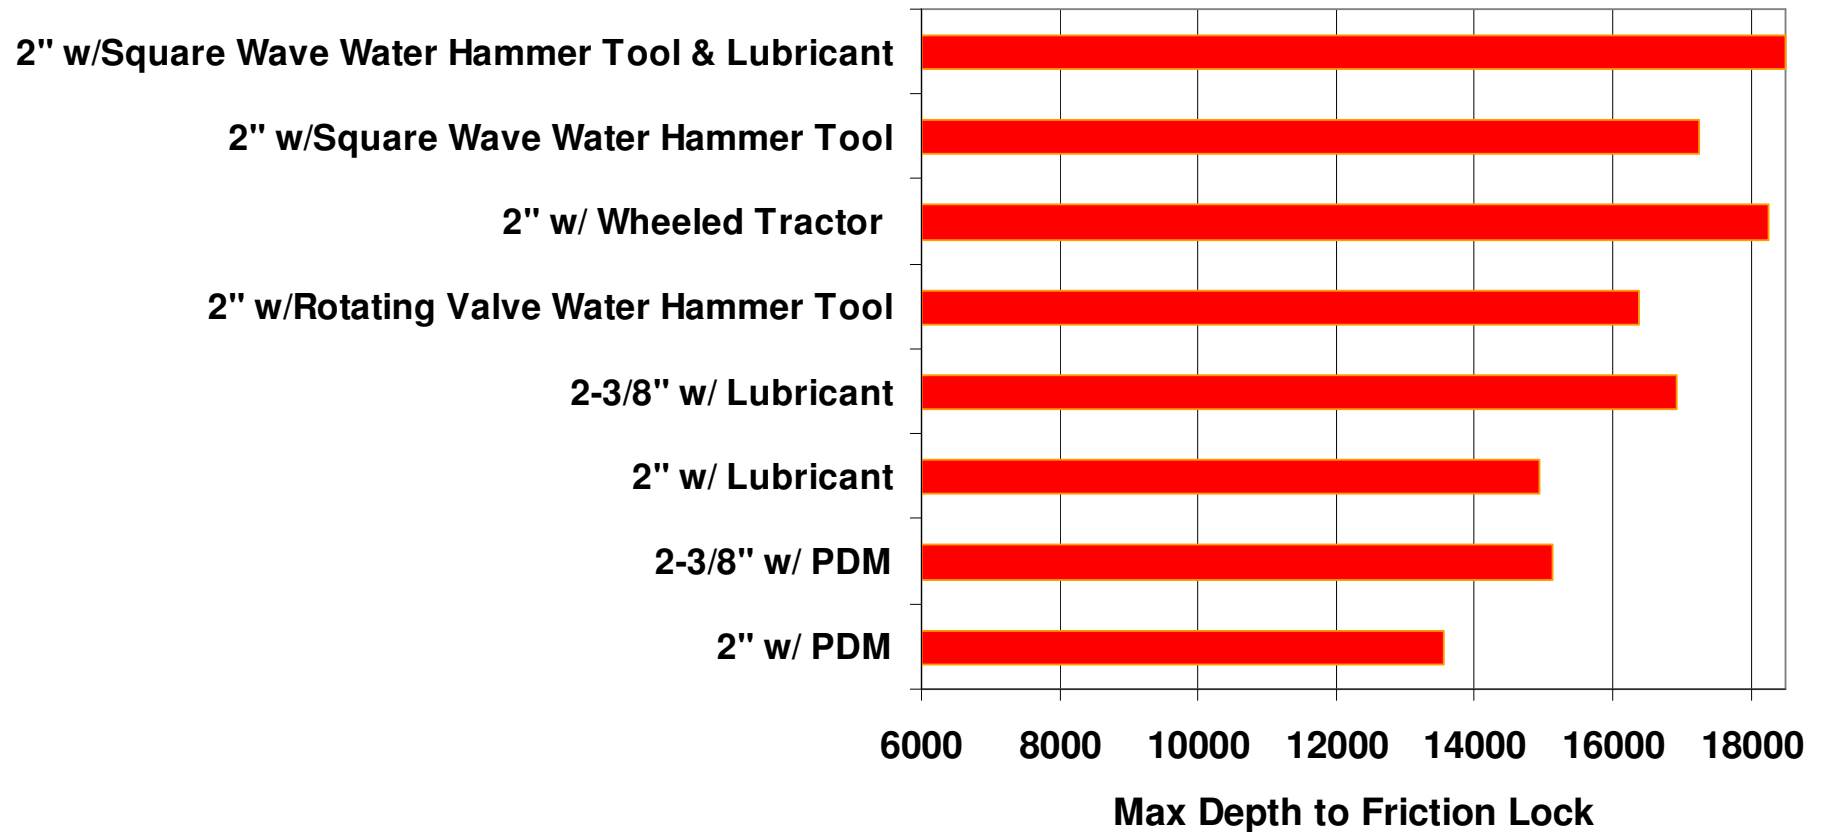 2" w/Square Wave Water Hammer Tool & Lubricant
2" w/Square Wave Water Hammer Tool
2" w/ Wheeled Tractor
2" w/Rotating Valve Water Hammer Tool
2-3/8" w/ Lubricant
2" w/ Lubricant
2-3/8" w/ PDM
2" w/ PDM
6000 8000 10000 12000 14000 16000 18000
Max Depth to Friction Lock